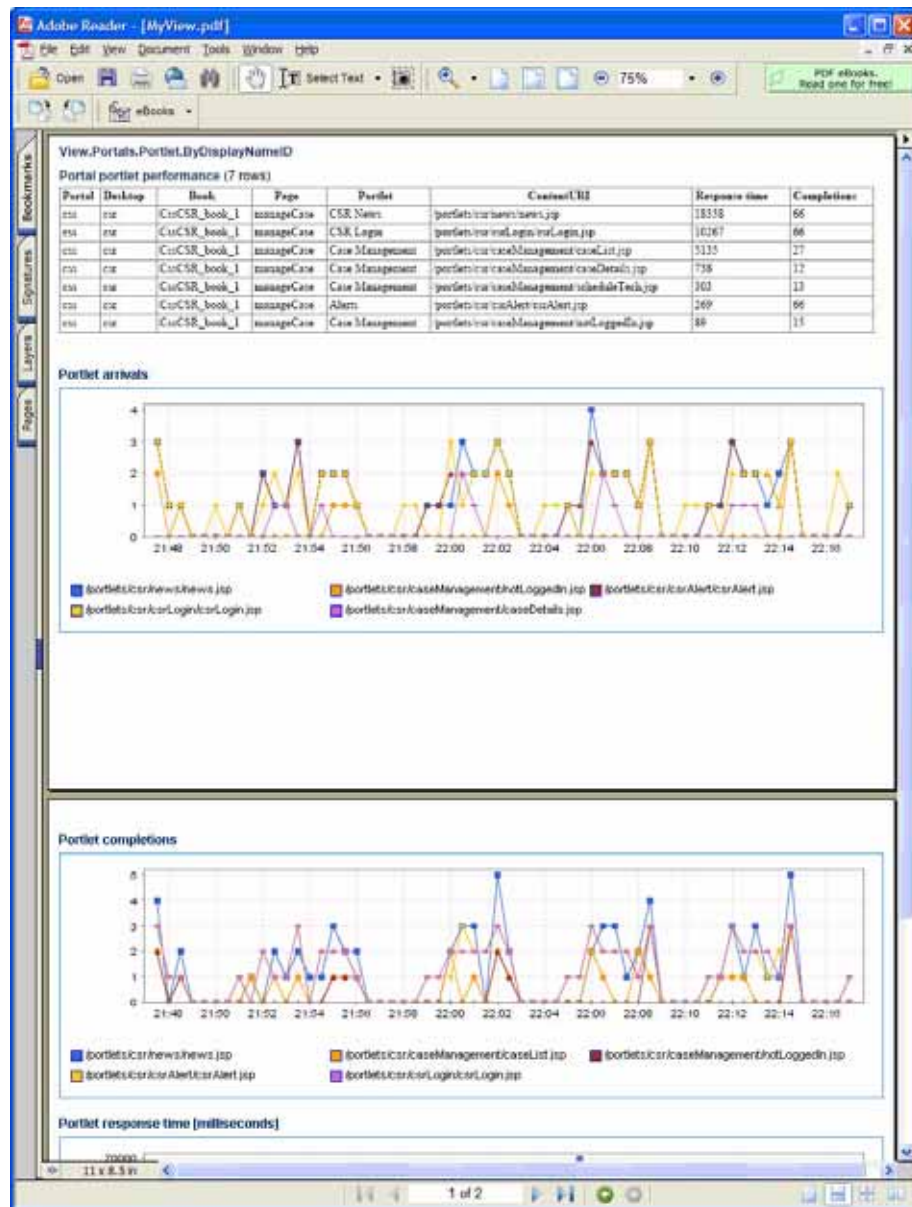 Adobe Reader - [MyView.pdf]
File Edit View Document Tools Window Help
Open Select Text 75% PDF eBooks. Read one for free!
eBooks
Bookmarks
Signatures
Layers
Pages
View.Portals.Portlet.ByDisplayNameID
Portal portlet performance (7 rows)
Portal Desktop Book Page Portlet ContentURI Response time Completions
csr CsrCSR_book_1 manageCase CSR News /portlets/csr/news/news.jsp 18358 66
csr CsrCSR_book_1 manageCase CSR Login /portlets/csr/csrLogin/csrLogin.jsp 10267 66
csr CsrCSR_book_1 manageCase Case Management /portlets/csr/caseManagement/caseList.jsp 5135 27
csr CsrCSR_book_1 manageCase Case Management /portlets/csr/caseManagement/caseDetails.jsp 738 12
csr CsrCSR_book_1 manageCase Case Management /portlets/csr/caseManagement/scheduleTech.jsp 303 13
csr CsrCSR_book_1 manageCase Alerts /portlets/csr/csrAlert/csrAlert.jsp 269 66
csr CsrCSR_book_1 manageCase Case Management /portlets/csr/caseManagement/notLoggedIn.jsp 89 15
Portlet arrivals
4
3
2
1
0
21:48 21:50 21:52 21:54 21:56 21:58 22:00 22:02 22:04 22:06 22:08 22:10 22:12 22:14 22:16
/portlets/csr/news/news.jsp /portlets/csr/caseManagement/notLoggedIn.jsp /portlets/csr/csrAlert/csrAlert.jsp
/portlets/csr/csrLogin/csrLogin.jsp /portlets/csr/caseManagement/caseDetails.jsp
Portlet completions
5
4
3
2
1
0
21:48 21:50 21:52 21:54 21:56 21:58 22:00 22:02 22:04 22:06 22:08 22:10 22:12 22:14 22:16
/portlets/csr/news/news.jsp /portlets/csr/caseManagement/caseList.jsp /portlets/csr/caseManagement/notLoggedIn.jsp
/portlets/csr/csrAlert/csrAlert.jsp /portlets/csr/csrLogin/csrLogin.jsp
Portlet response time [milliseconds]
70000
11 x 8.5 in
1 of 2